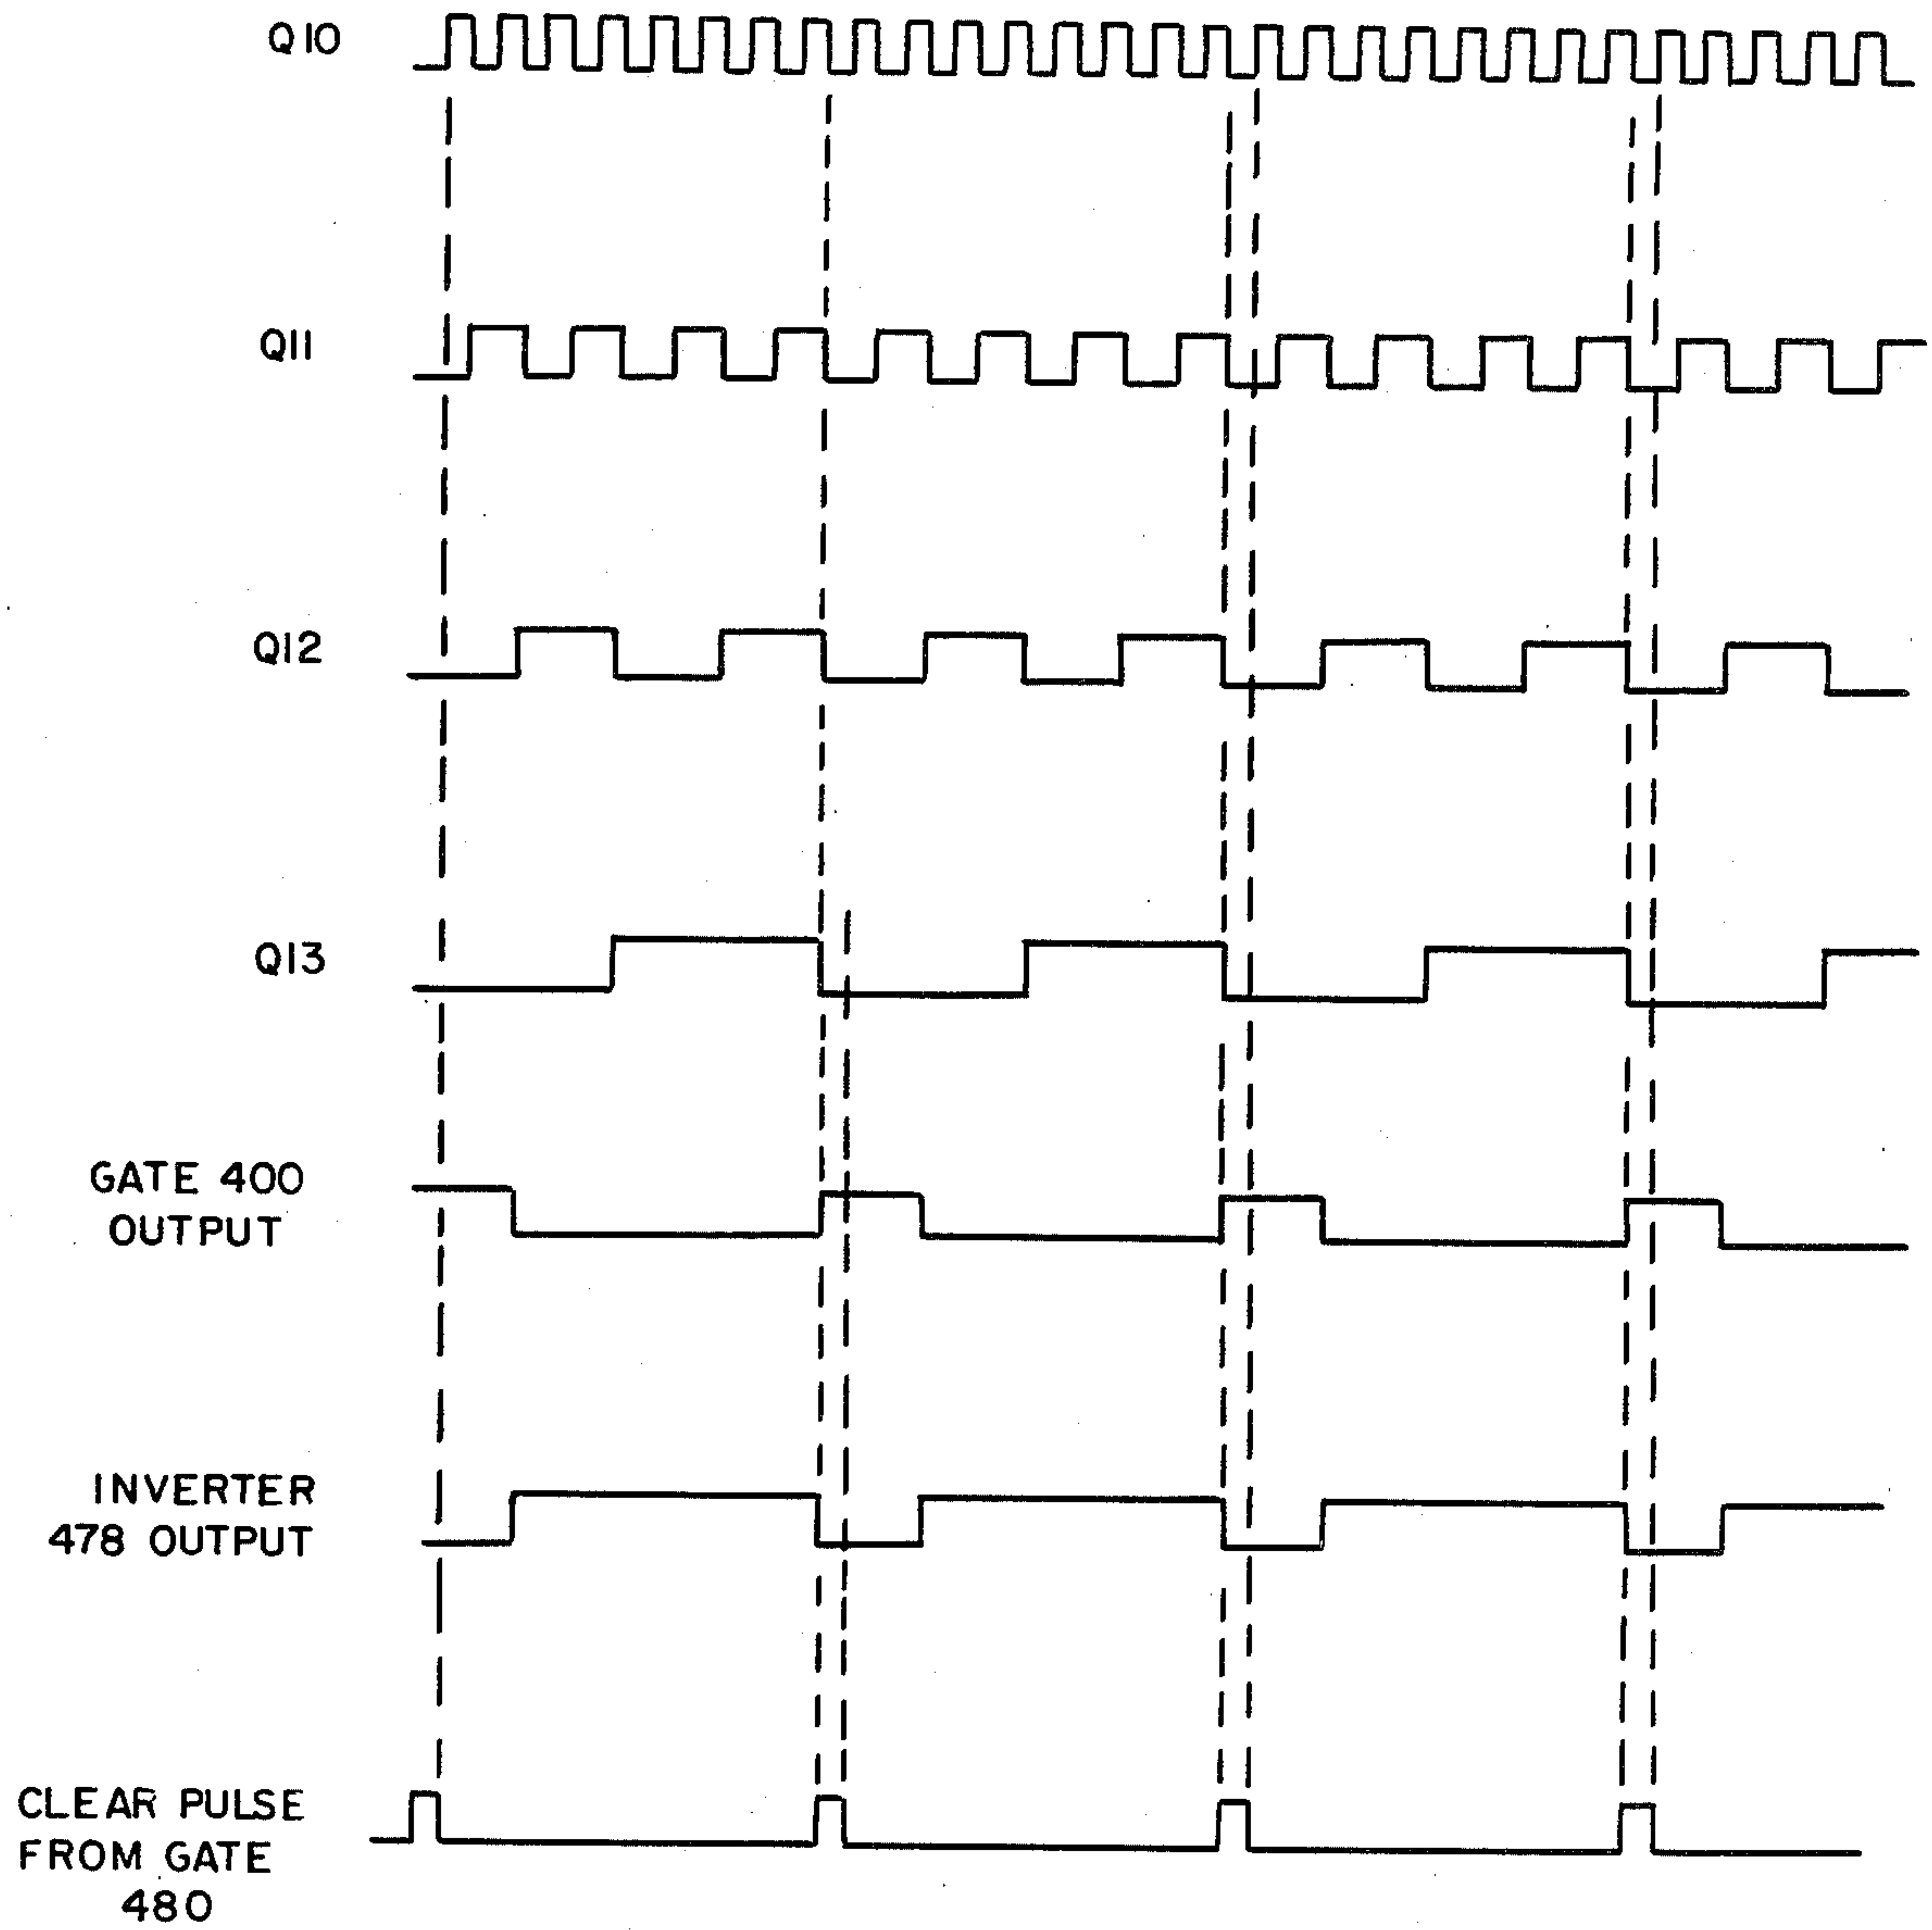 Q10
Q11
Q12
Q13
GATE 400
OUTPUT
INVERTER
478 OUTPUT
CLEAR PULSE
FROM GATE
480